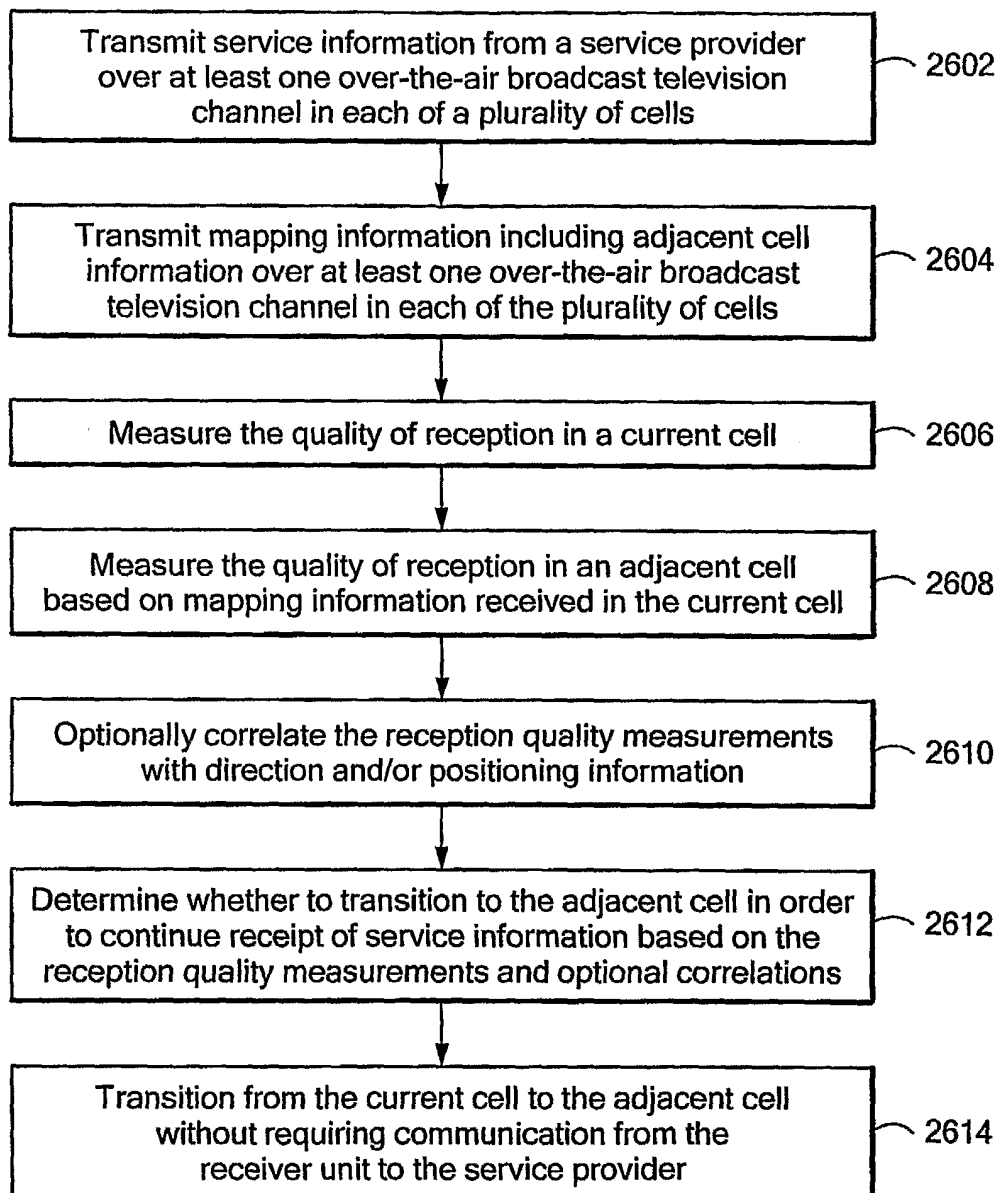 Transmit service information from a service provider
over at least one over-the-air broadcast television
channel in each of a plurality of cells
2602
Transmit mapping information including adjacent cell
information over at least one over-the-air broadcast
television channel in each of the plurality of cells
2604
Measure the quality of reception in a current cell
2606
Measure the quality of reception in an adjacent cell
based on mapping information received in the current cell
2608
Optionally correlate the reception quality measurements
with direction and/or positioning information
2610
Determine whether to transition to the adjacent cell in order
to continue receipt of service information based on the
reception quality measurements and optional correlations
2612
Transition from the current cell to the adjacent cell
without requiring communication from the
receiver unit to the service provider
2614